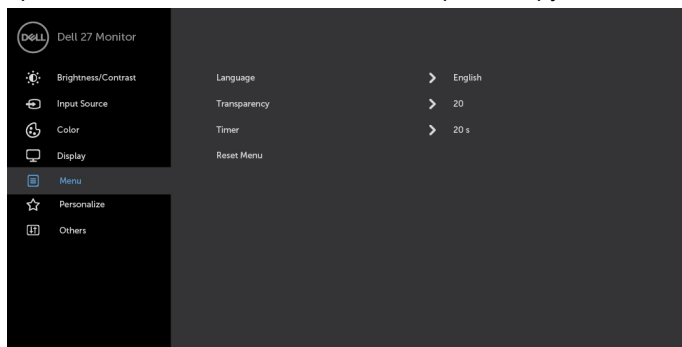 DELL Dell 27 Monitor
Brightness/Contrast
Input Source
Color
Display
Menu
Personalize
Others
Language English
Transparency 20
Timer 20 s
Reset Menu